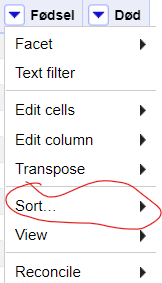 Fødsel Død
Facet
Text filter
Edit cells
Edit column
Transpose
Sort...
View
Reconcile